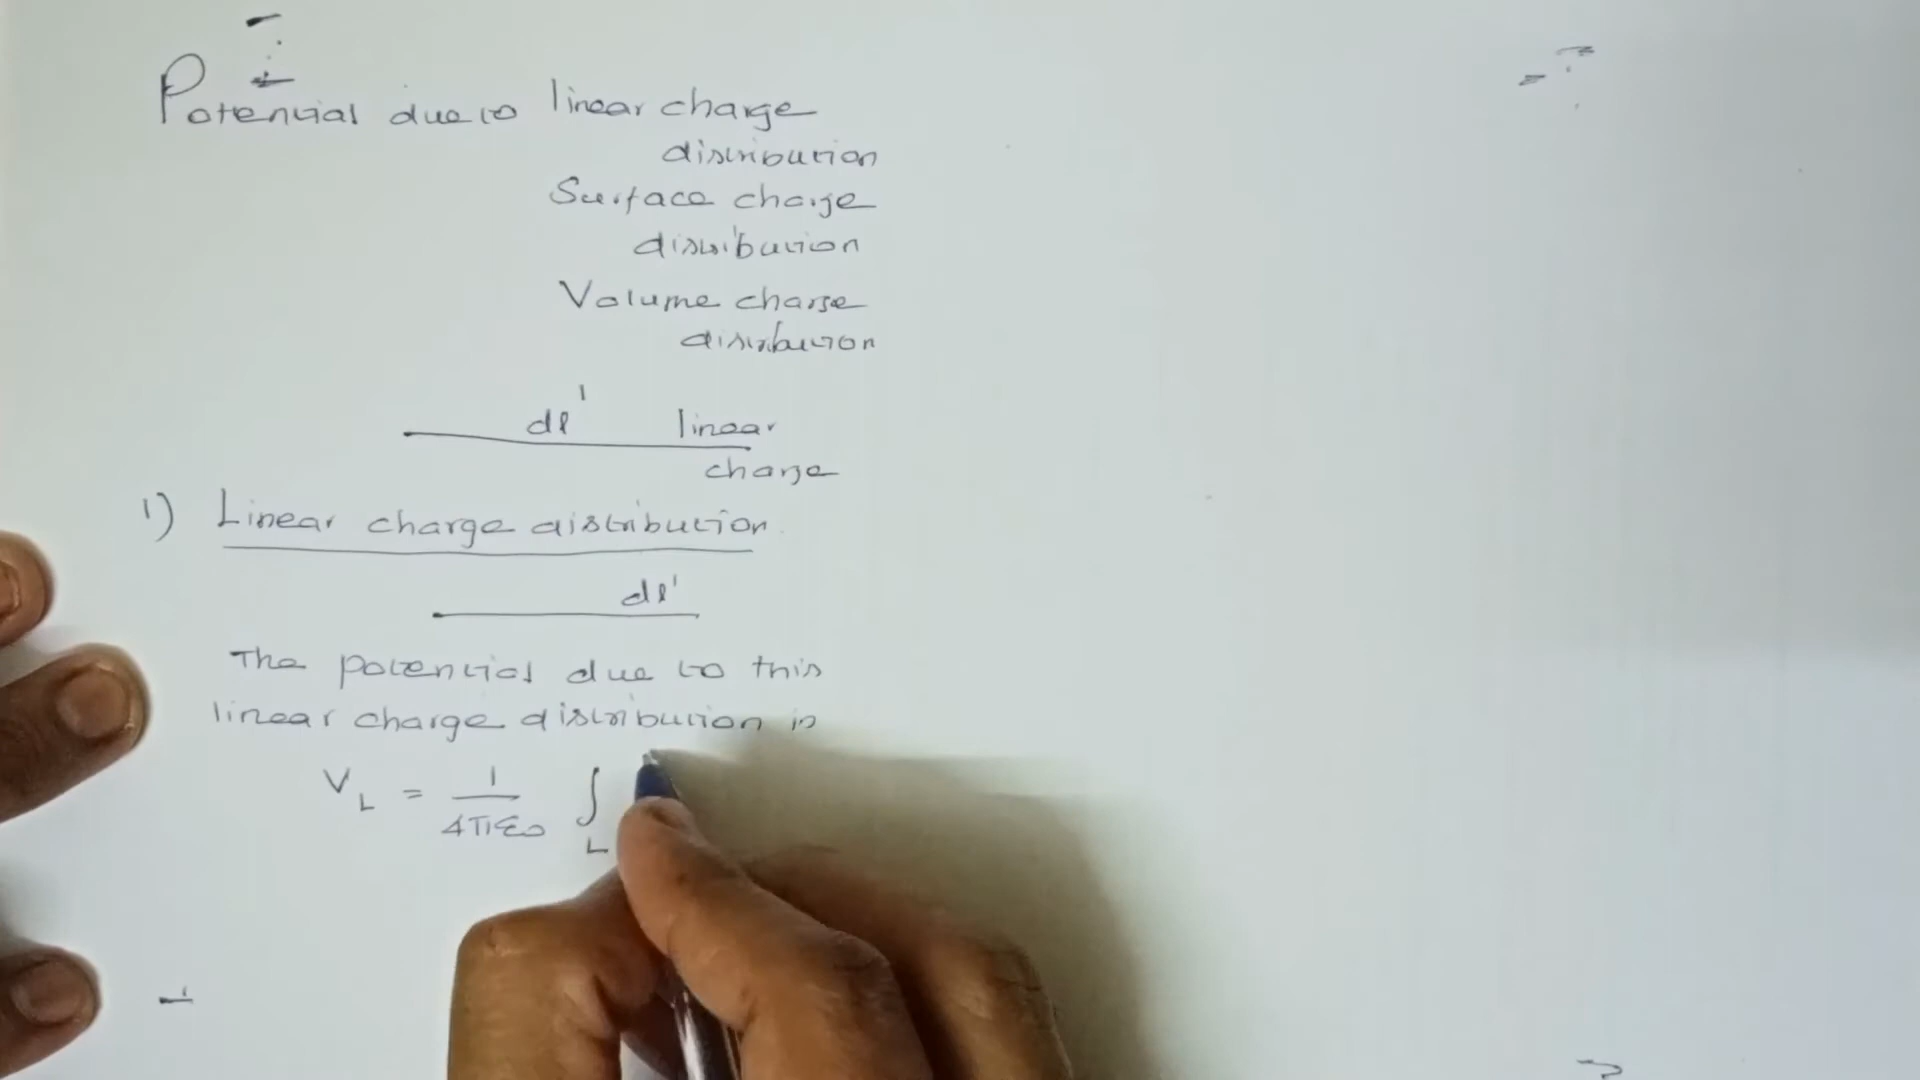 Potential due to linear charge
distribution
Surface charge
distribution
Volume charge
distribution
dl' linear
charge
1) Linear charge distribution
dl'
The potential due to this
linear charge distribution is
V_L = 1/4πε0 ∫_L